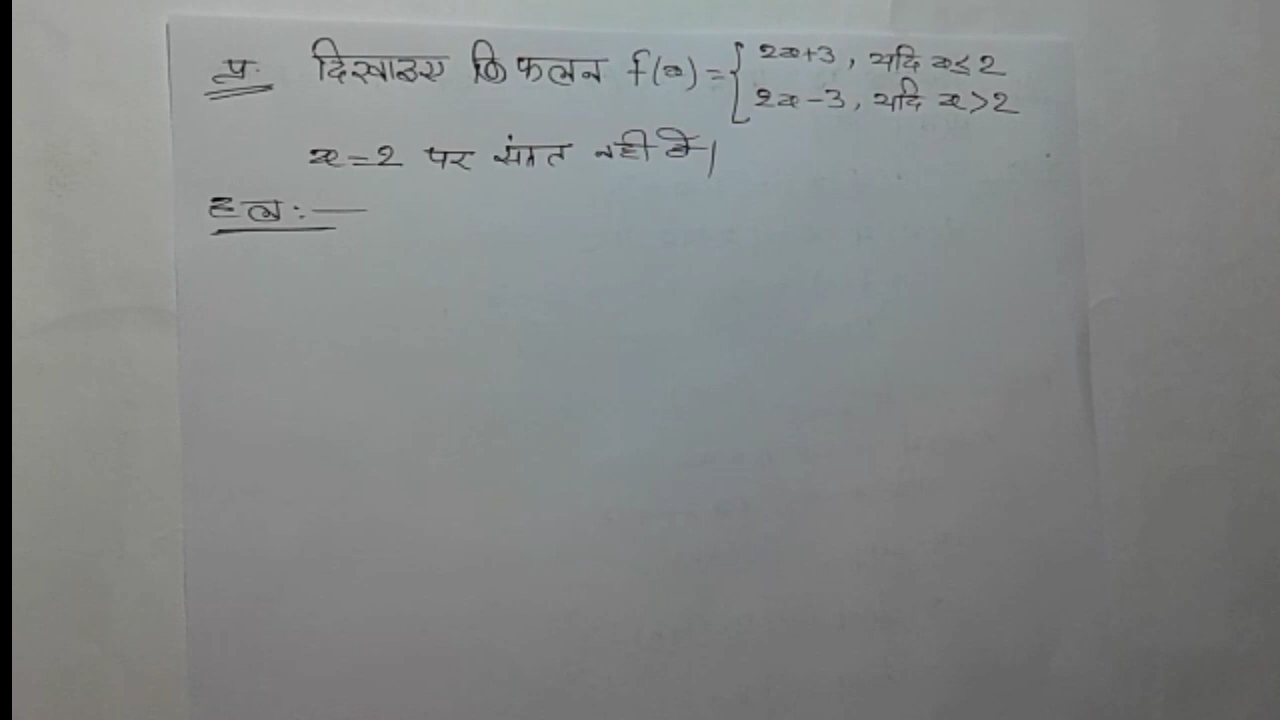 प्र. दिखाइए कि फलन f(x) = { 2x+3, यदि x≤2
2x-3, यदि x>2
x=2 पर संतत नही है।
हल:—